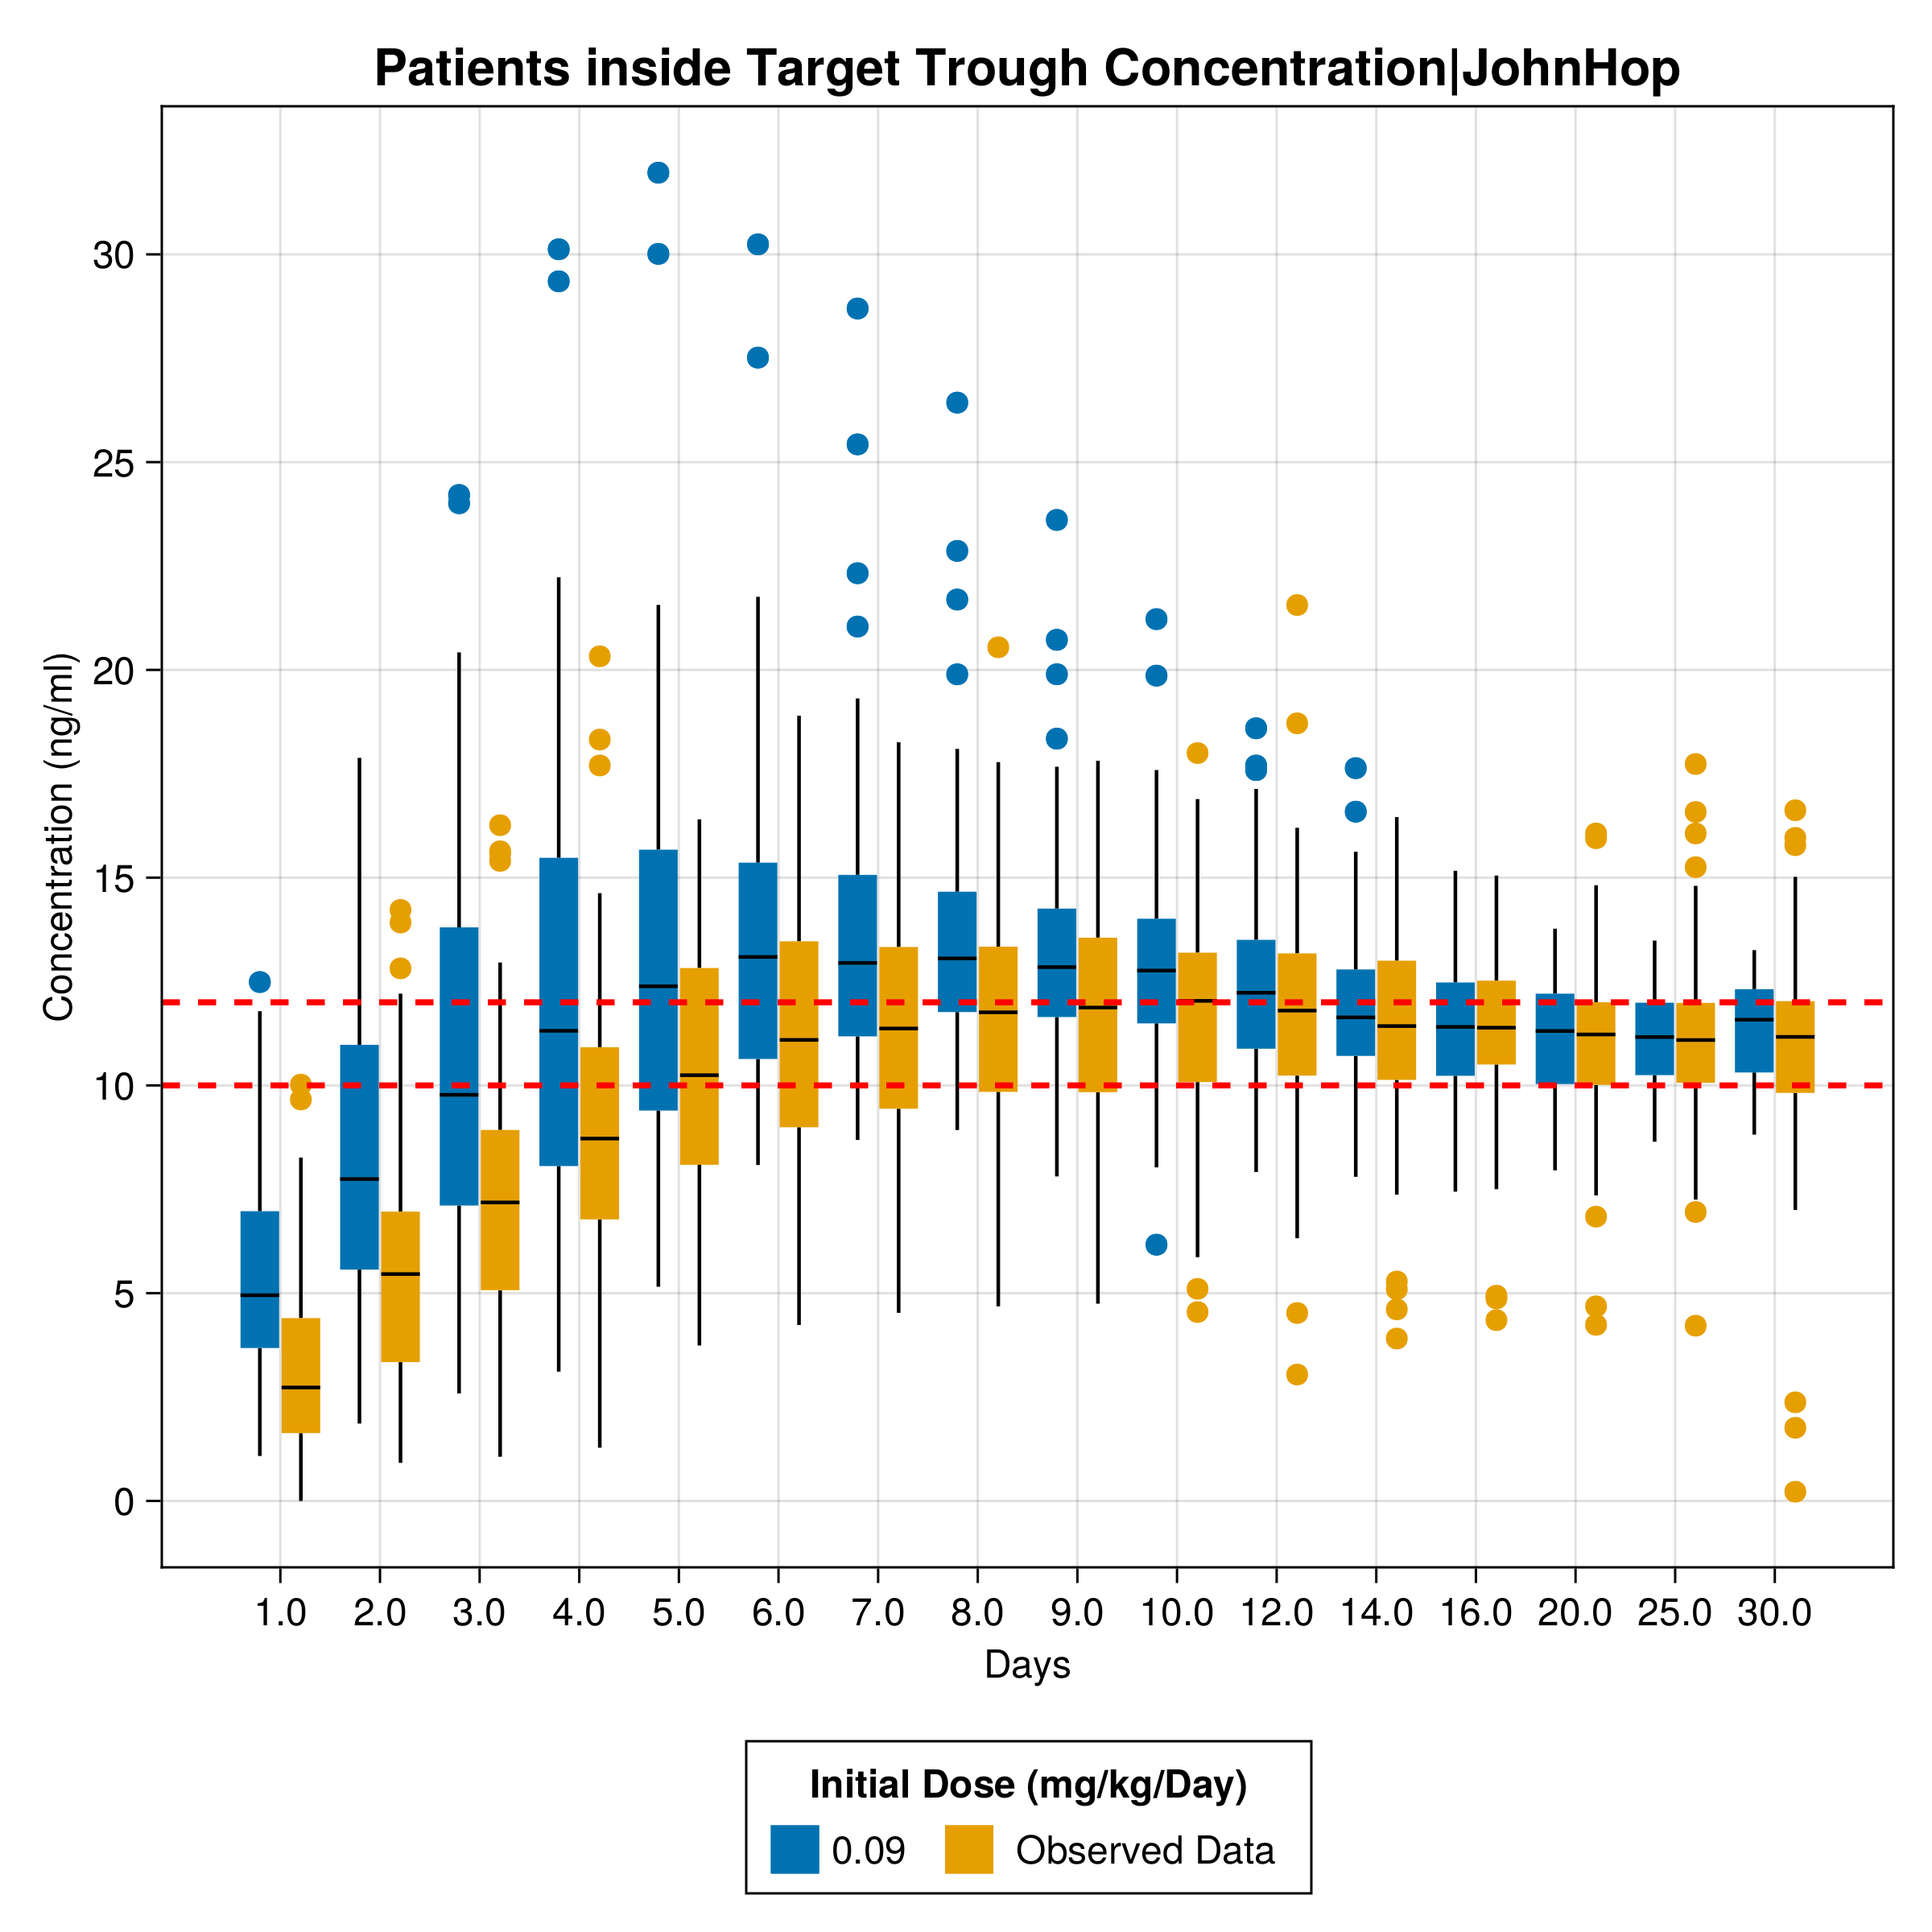 Patients inside Target Trough Concentration|JohnHop
Concentration (ng/ml)
30
25
20
15
10
5
0
1.0 2.0 3.0 4.0 5.0 6.0 7.0 8.0 9.0 10.0 12.0 14.0 16.0 20.0 25.0 30.0
Days
Initial Dose (mg/kg/Day)
0.09 Observed Data